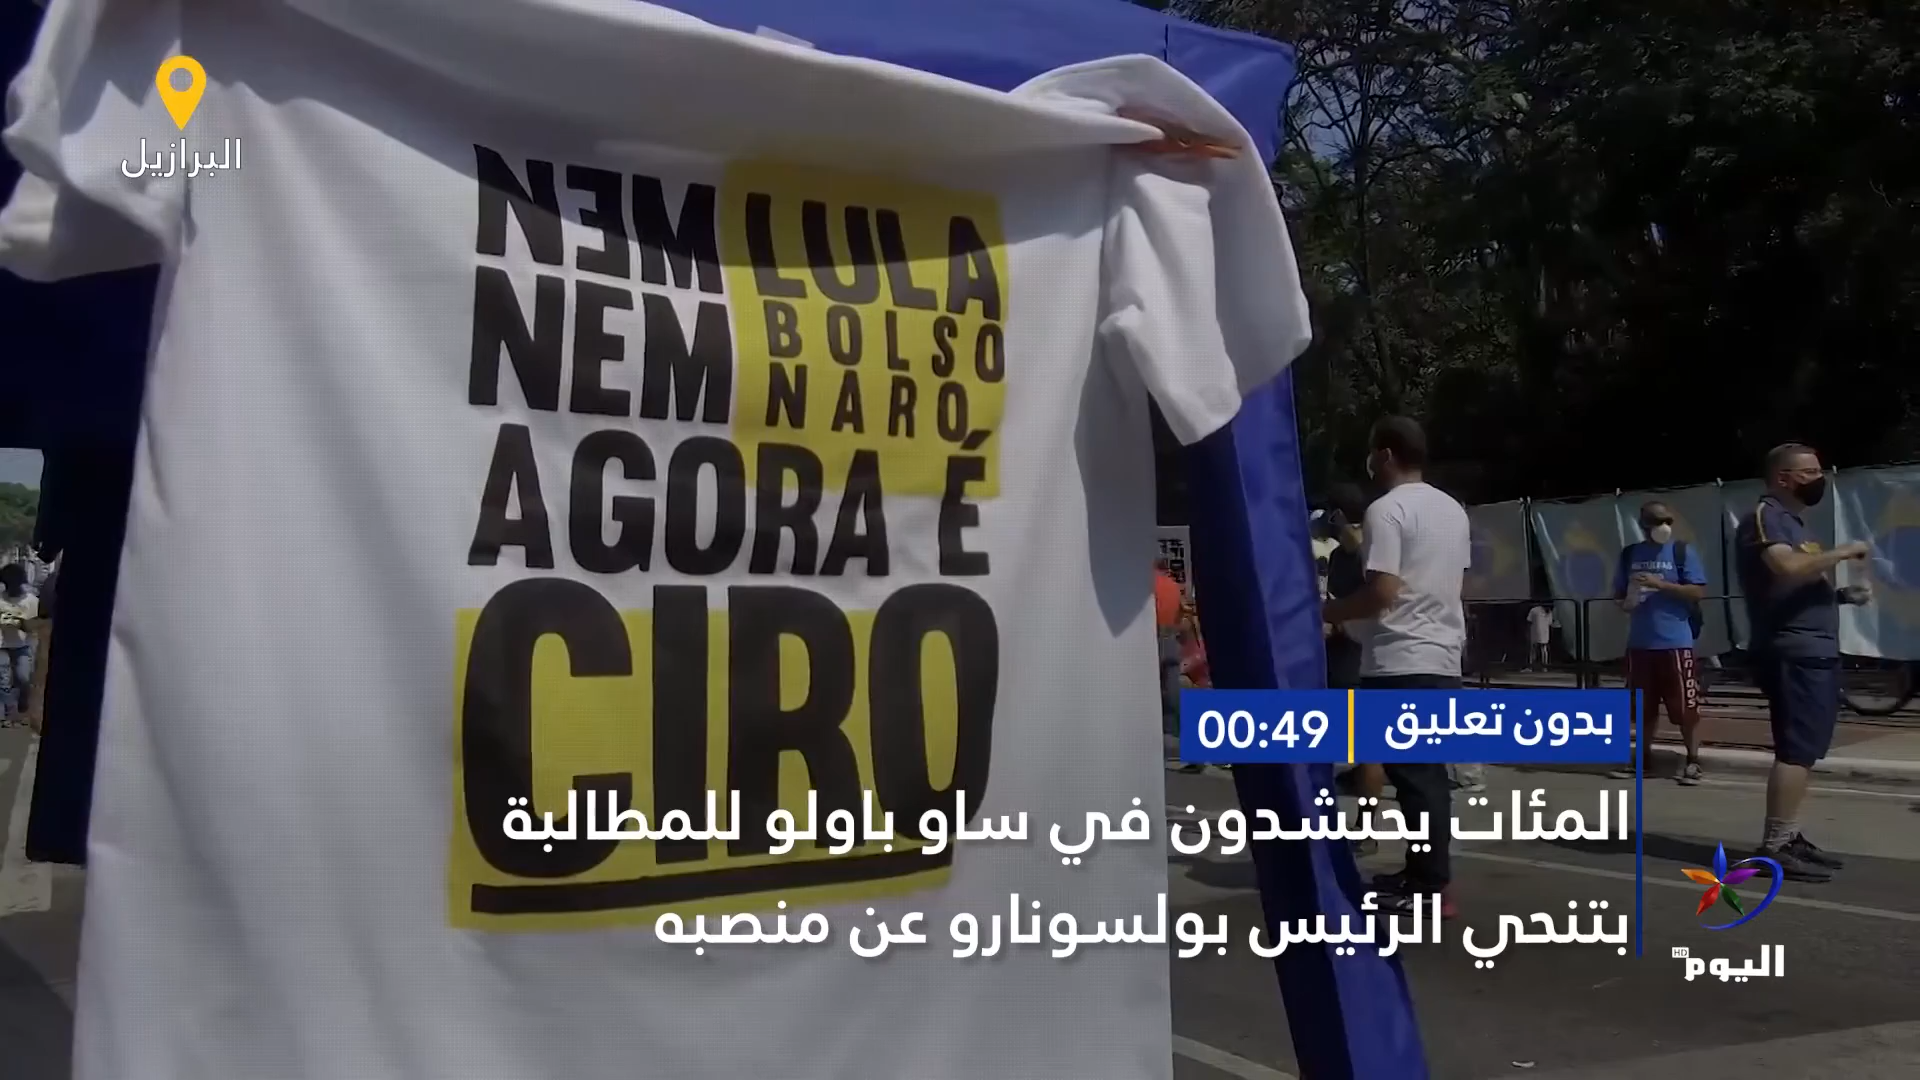 البرازيل
NEM LULA
NEM BOLSO
NARO
AGORA É
CIRO
بدون تعليق 00:49
المئات يحتشدون في ساو باولو للمطالبة
بتنحي الرئيس بولسونارو عن منصبه
اليوم HD